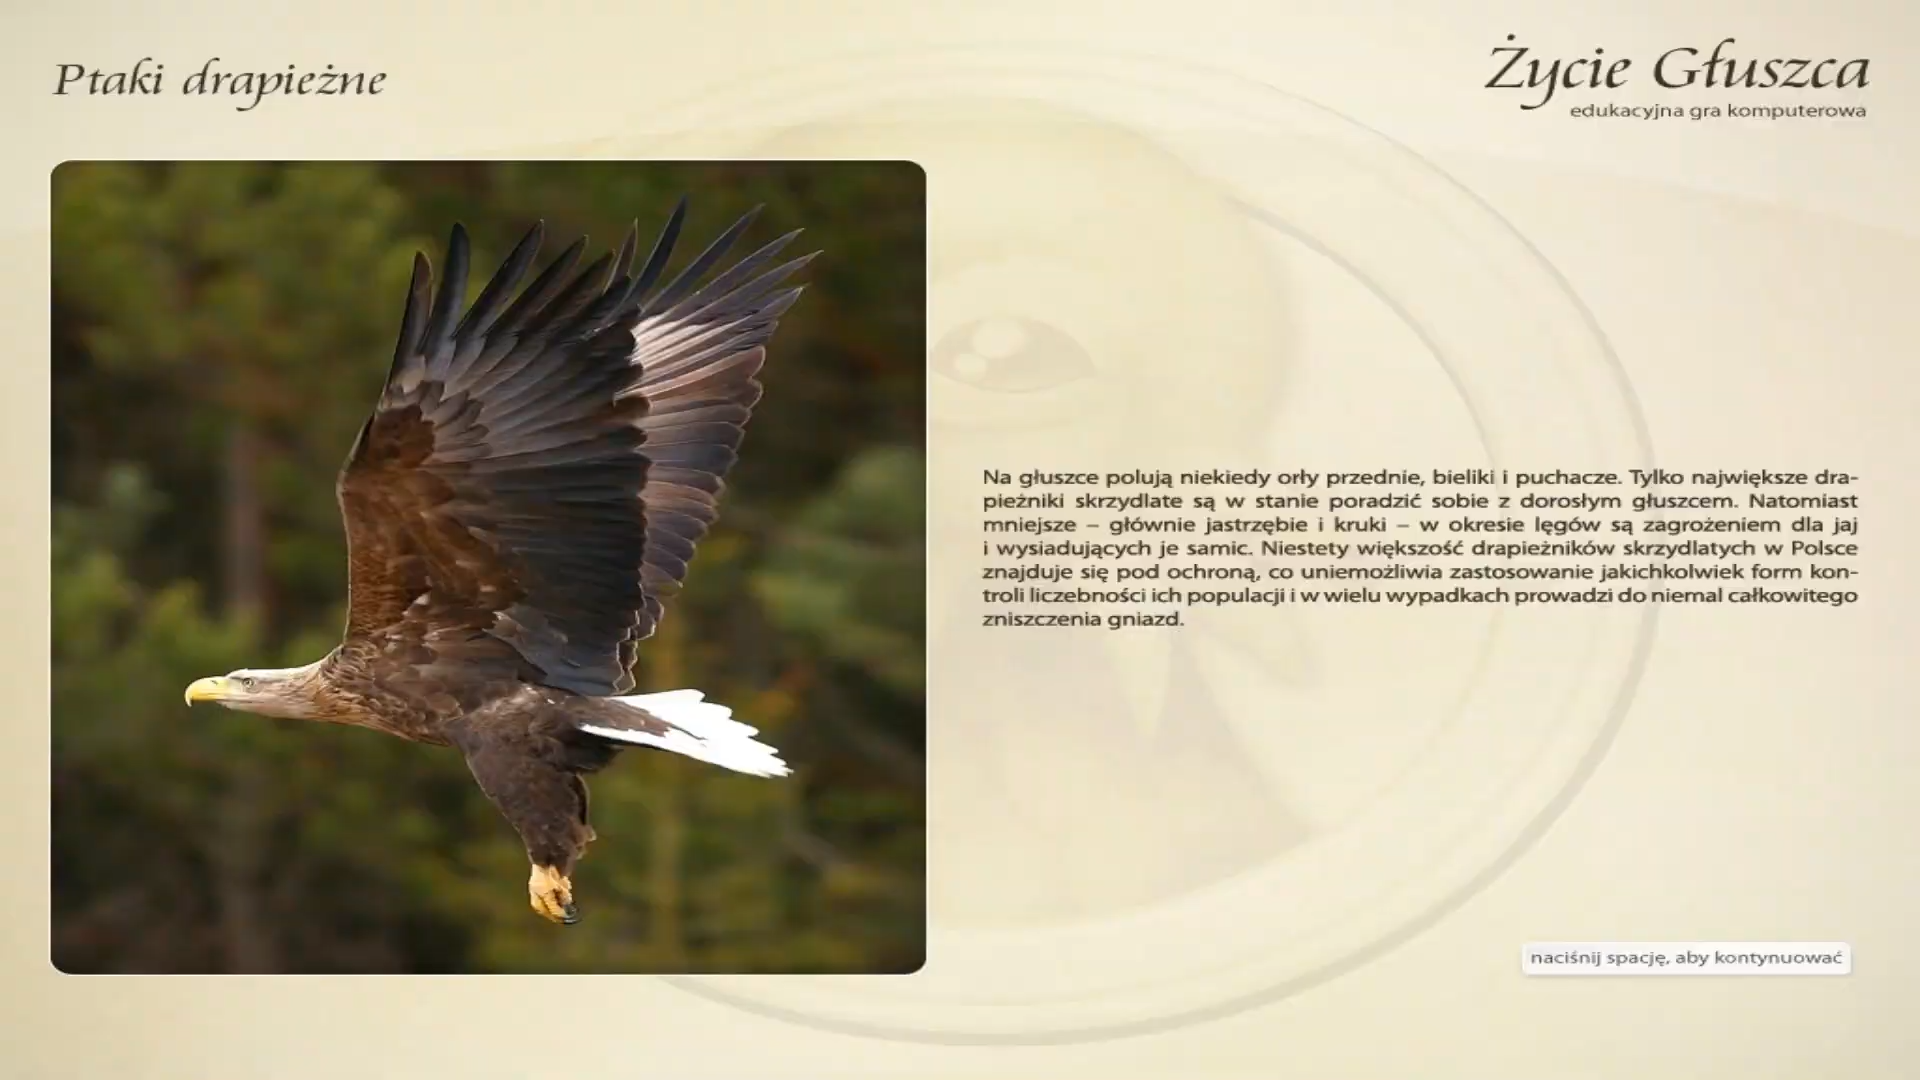 Ptaki drapieżne
Życie Głuszca
edukacyjna gra komputerowa
Na głuszce polują niekiedy orły przednie, bieliki i puchacze. Tylko największe dra-
pieżniki skrzydlate są w stanie poradzić sobie z dorosłym głuszcem. Natomiast
mniejsze – głównie jastrzębie i kruki – w okresie lęgów są zagrożeniem dla jaj
i wysiadujących je samic. Niestety większość drapieżników skrzydlatych w Polsce
znajduje się pod ochroną, co uniemożliwia zastosowanie jakichkolwiek form kon-
troli liczebności ich populacji i w wielu wypadkach prowadzi do niemal całkowitego
zniszczenia gniazd.
naciśnij spację, aby kontynuować